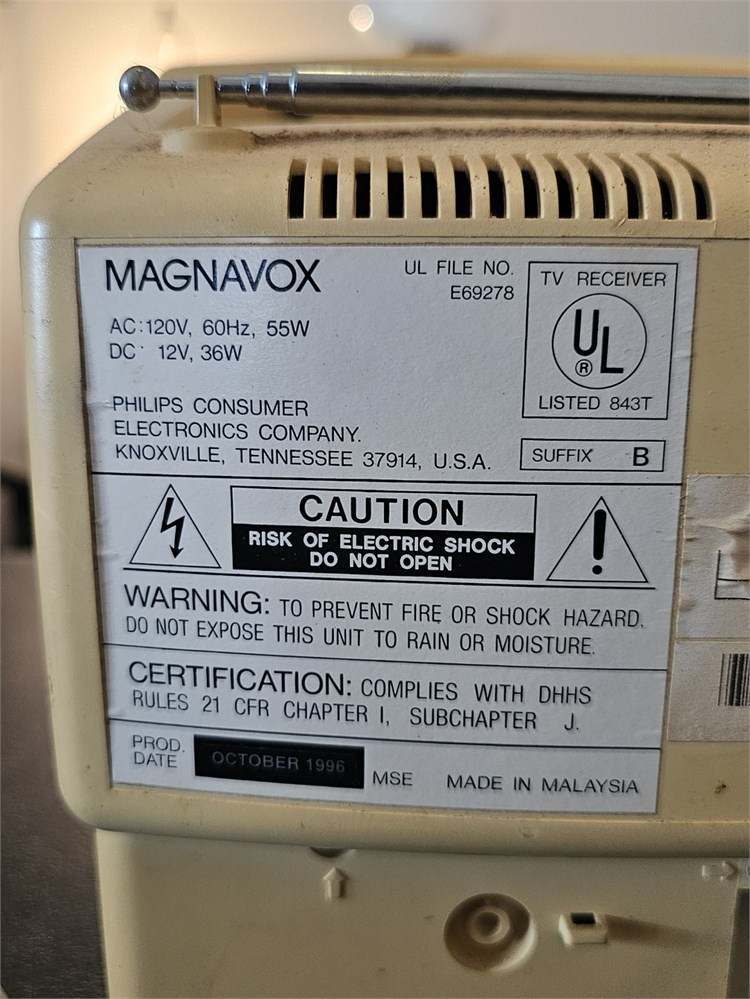 MAGNAVOX
UL FILE NO.
E69278
AC:120V, 60Hz, 55W
DC: 12V, 36W
TV RECEIVER
UL
®
LISTED 843T
PHILIPS CONSUMER
ELECTRONICS COMPANY.
KNOXVILLE, TENNESSEE 37914, U.S.A.
SUFFIX B
CAUTION
RISK OF ELECTRIC SHOCK
DO NOT OPEN
!
WARNING: TO PREVENT FIRE OR SHOCK HAZARD.
DO NOT EXPOSE THIS UNIT TO RAIN OR MOISTURE.
CERTIFICATION: COMPLIES WITH DHHS
RULES 21 CFR CHAPTER I, SUBCHAPTER J.
PROD.
DATE
OCTOBER 1996
MSE
MADE IN MALAYSIA